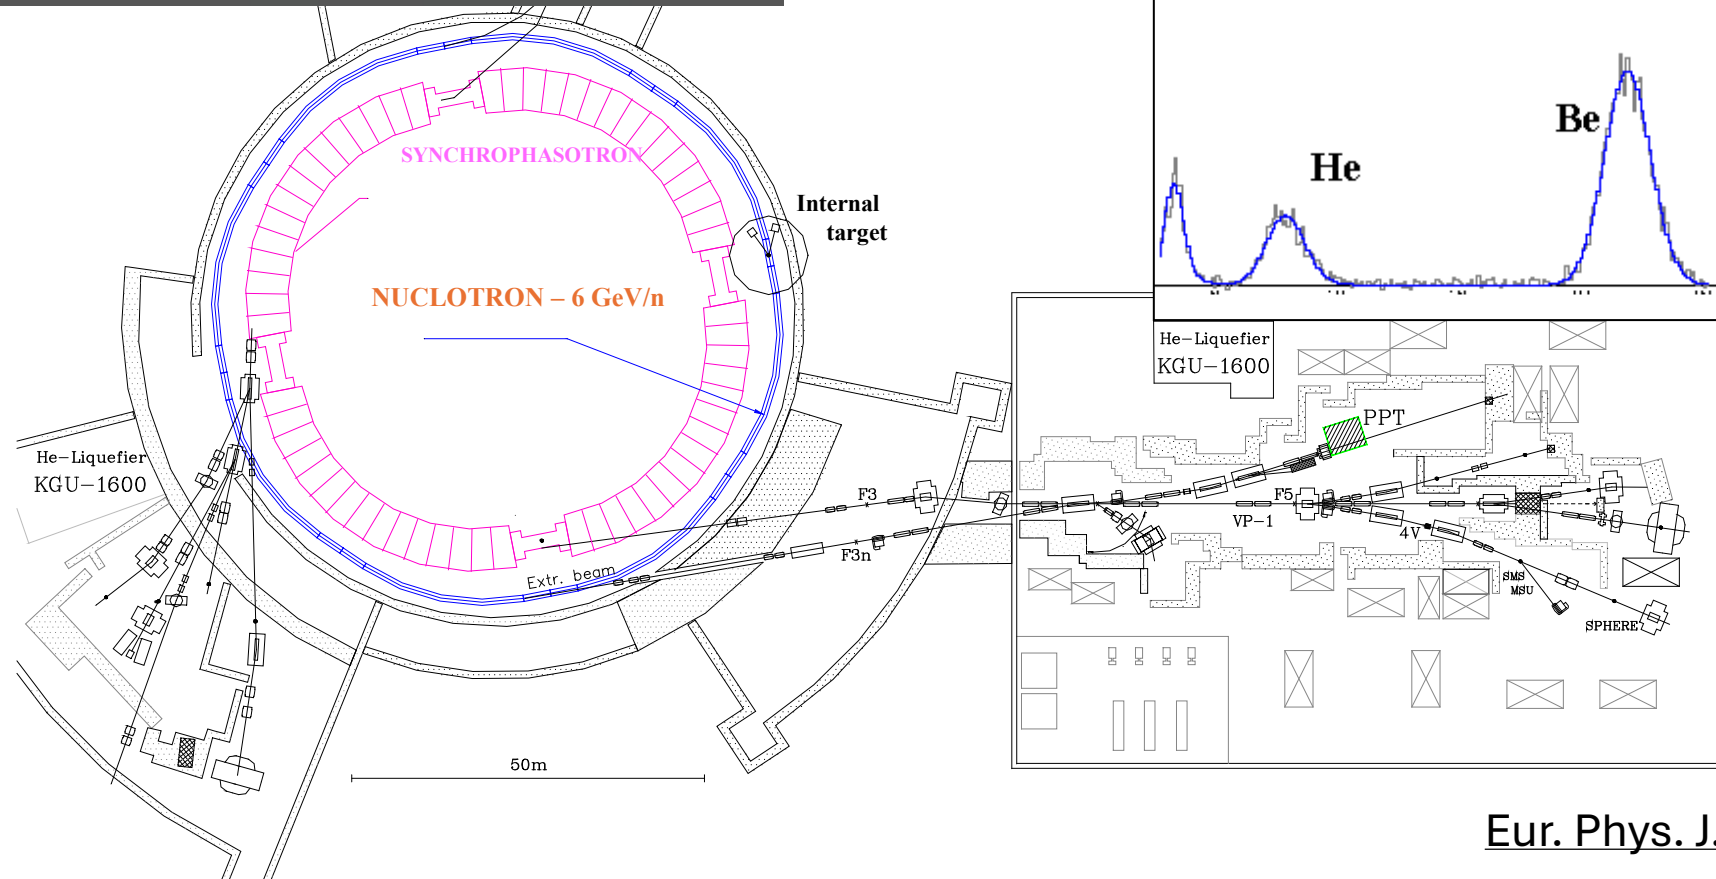 SYNCHROPHASOTRON
Internal
target
NUCLOTRON – 6 GeV/n
He
Be
He-Liquefier
KGU-1600
He-Liquefier
KGU-1600
PPT
F3
F5
VP-1
4V
F3n
Extr. beam
SMS
MSU
SPHERE
50m
Eur. Phys. J.